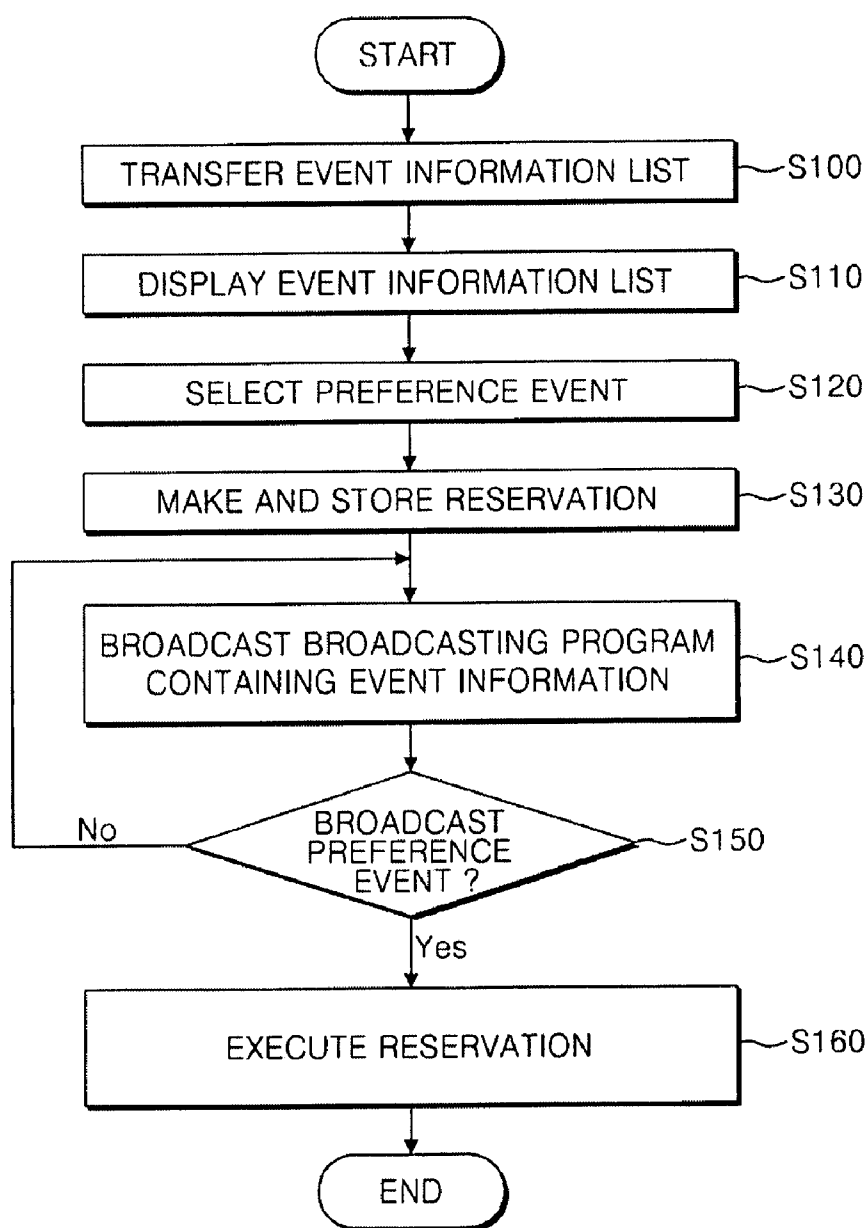 START
TRANSFER EVENT INFORMATION LIST
S100
DISPLAY EVENT INFORMATION LIST
S110
SELECT PREFERENCE EVENT
S120
MAKE AND STORE RESERVATION
S130
BROADCAST BROADCASTING PROGRAM
CONTAINING EVENT INFORMATION
S140
No
BROADCAST
PREFERENCE
EVENT ?
S150
Yes
EXECUTE RESERVATION
S160
END